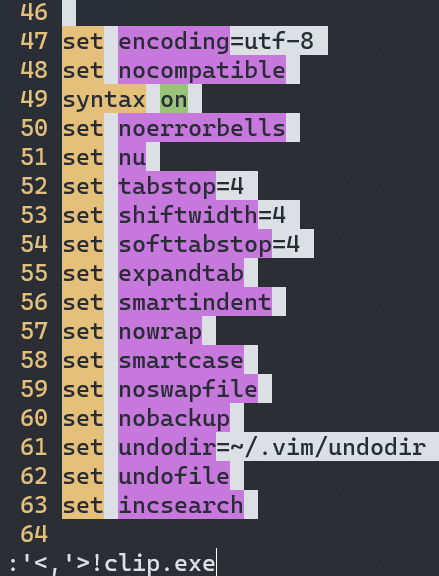 46
47 set encoding=utf-8
48 set nocompatible
49 syntax on
50 set noerrorbells
51 set nu
52 set tabstop=4
53 set shiftwidth=4
54 set softtabstop=4
55 set expandtab
56 set smartindent
57 set nowrap
58 set smartcase
59 set noswapfile
60 set nobackup
61 set undodir=~/.vim/undodir
62 set undofile
63 set incsearch
64
:'<,'>!clip.exe